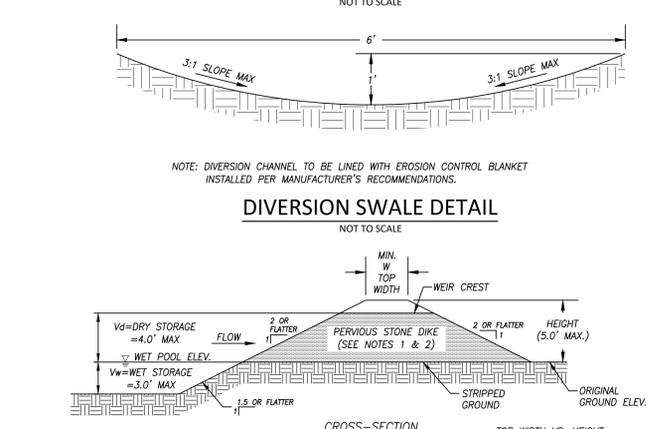 NOT TO SCALE
6'
3:1 SLOPE MAX
1'
3:1 SLOPE MAX
NOTE: DIVERSION CHANNEL TO BE LINED WITH EROSION CONTROL BLANKET
INSTALLED PER MANUFACTURER'S RECOMMENDATIONS.
DIVERSION SWALE DETAIL
NOT TO SCALE
MIN.
W
TOP
WIDTH
WEIR CREST
Vd=DRY STORAGE
=4.0' MAX
FLOW
2 OR
FLATTER
1
PERVIOUS STONE DIKE
(SEE NOTES 1 & 2)
2 OR FLATTER
1
HEIGHT
(5.0' MAX.)
WET POOL ELEV.
Vw=WET STORAGE
=3.0' MAX
1.5 OR FLATTER
1
STRIPPED
GROUND
ORIGINAL
GROUND ELEV.
CROSS-SECTION
TOP WIDTH VS. HEIGHT